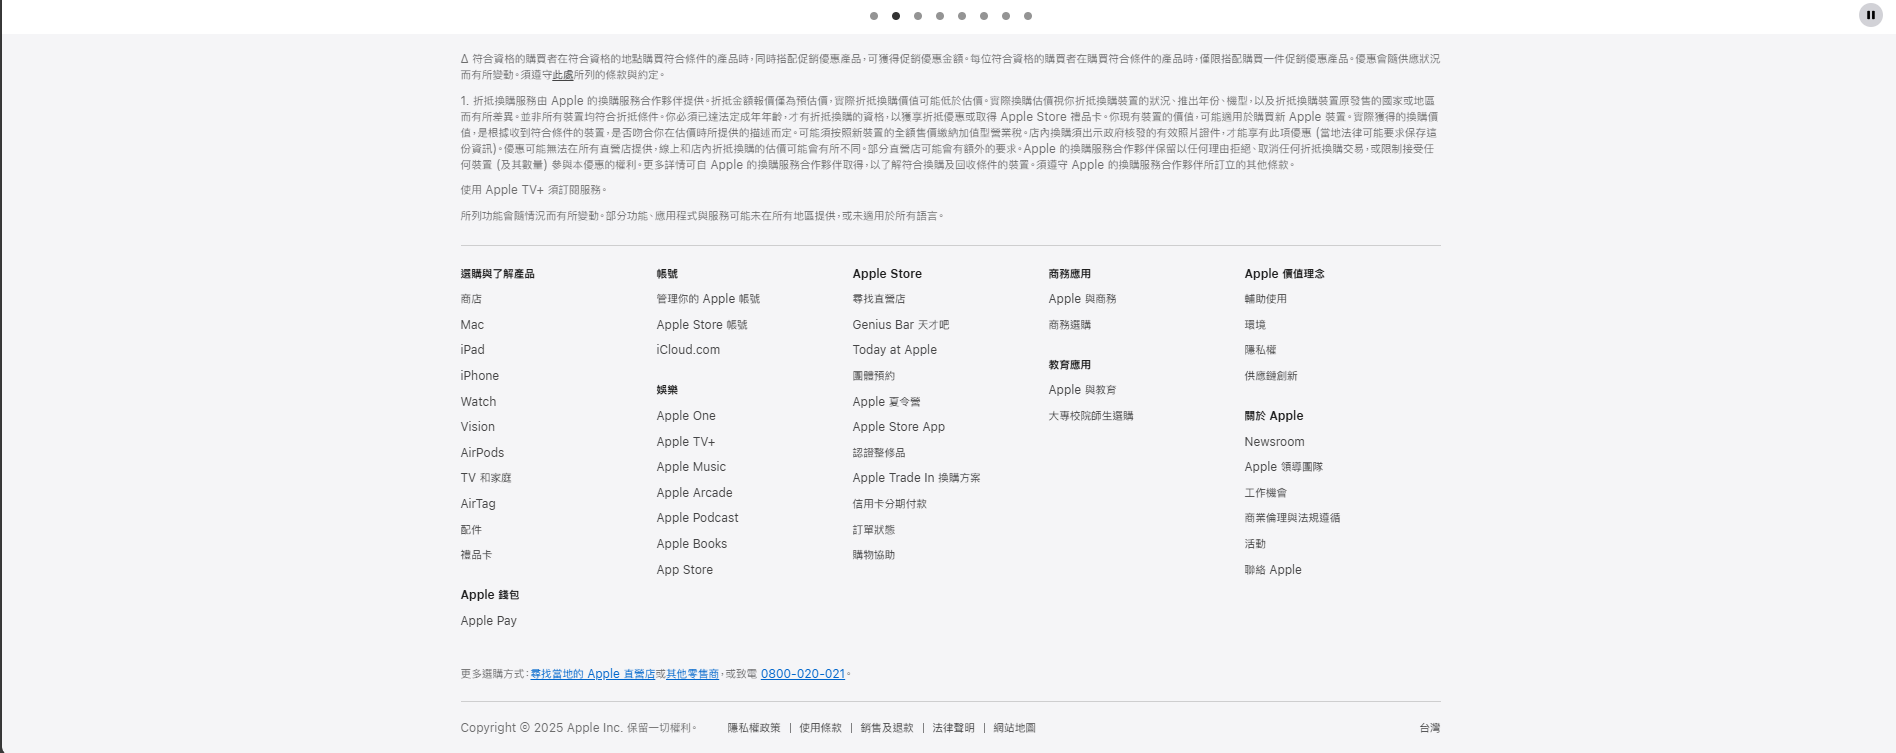 Δ 符合資格的購買者在符合資格的地點購買符合條件的產品時，同時搭配促銷優惠產品，可獲得促銷優惠金額。每位符合資格的購買者在購買符合條件的產品時，僅限搭配購買一件促銷優惠產品。優惠會隨供應狀況
而有所變動。須遵守此處所列的條款與約定。
1. 折抵換購服務由 Apple 的換購服務合作夥伴提供。折抵金額報價僅為預估價，實際折抵換購價值可能低於估價。實際換購估價視你折抵換購裝置的狀況、推出年份、機型，以及折抵換購裝置原發售的國家或地區
而有所差異。並非所有裝置均符合折抵條件。你必須已達法定成年年齡，才有折抵換購的資格，以獲享折抵優惠或取得 Apple Store 禮品卡。你現有裝置的價值，可能適用於購買新 Apple 裝置。實際獲得的換購價
值，是根據收到符合條件的裝置，是否吻合你在估價時所提供的描述而定。可能須按照新裝置的全額售價繳納加值型營業稅。店內換購須出示政府核發的有效照片證件，才能享有此項優惠 (當地法律可能要求保存這
份資訊)。優惠可能無法在所有直營店提供，線上和店內折抵換購的估價可能會有所不同。部分直營店可能會有額外的要求。Apple 的換購服務合作夥伴保留以任何理由拒絕、取消任何折抵換購交易，或限制接受任
何裝置 (及其數量) 參與本優惠的權利。更多詳情可自 Apple 的換購服務合作夥伴取得，以了解符合換購及回收條件的裝置。須遵守 Apple 的換購服務合作夥伴所訂立的其他條款。
使用 Apple TV+ 須訂閱服務。
所列功能會隨情況而有所變動。部分功能、應用程式與服務可能未在所有地區提供，或未適用於所有語言。
選購與了解產品
商店
Mac
iPad
iPhone
Watch
Vision
AirPods
TV 和家庭
AirTag
配件
禮品卡
Apple 錢包
Apple Pay
帳號
管理你的 Apple 帳號
Apple Store 帳號
iCloud.com
娛樂
Apple One
Apple TV+
Apple Music
Apple Arcade
Apple Podcast
Apple Books
App Store
Apple Store
尋找直營店
Genius Bar 天才吧
Today at Apple
團體預約
Apple 夏令營
Apple Store App
認證整修品
Apple Trade In 換購方案
信用卡分期付款
訂單狀態
購物協助
商務應用
Apple 與商務
商務選購
教育應用
Apple 與教育
大專校院師生選購
Apple 價值理念
輔助使用
環境
隱私權
供應鏈創新
關於 Apple
Newsroom
Apple 領導團隊
工作機會
商業倫理與法規遵循
活動
聯絡 Apple
更多選購方式：尋找當地的 Apple 直營店或其他零售商，或致電 0800-020-021。
Copyright © 2025 Apple Inc. 保留一切權利。 隱私權政策 | 使用條款 | 銷售及退款 | 法律聲明 | 網站地圖 台灣